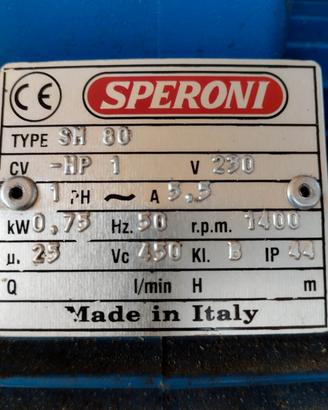 CE SPERONI
TYPE SM 80
CV -HP 1 V 230
1 PH ~ A 5,5
kW 0,75 Hz. 50 r.p.m. 1400
µ. 25 Vc 450 Kl. B IP 44
Q l/min H m
Made in Italy